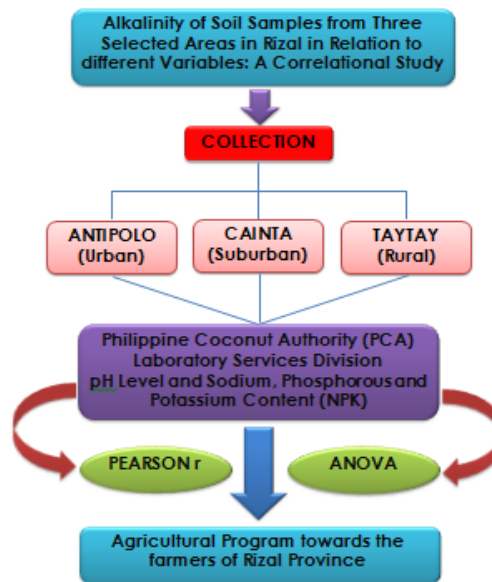 Alkalinity of Soil Samples from Three
Selected Areas in Rizal in Relation to
different Variables: A Correlational Study
COLLECTION
ANTIPOLO
(Urban)
CAINTA
(Suburban)
TAYTAY
(Rural)
Philippine Coconut Authority (PCA)
Laboratory Services Division
pH Level and Sodium, Phosphorous and
Potassium Content (NPK)
PEARSON r
ANOVA
Agricultural Program towards the
farmers of Rizal Province